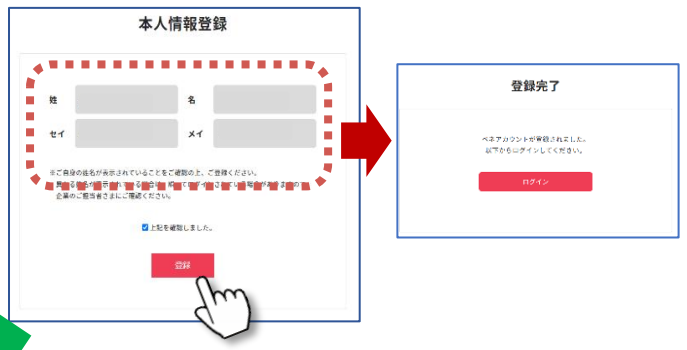 本人情報登録
姓
名
セイ
メイ
※ご自身の姓名が表示されていることをご確認の上、ご登録ください。
企業のご担当者さまにご確認ください。
上記を確認しました。
登録
登録完了
ベネアカウントが登録されました。
以下からログインしてください。
ログイン